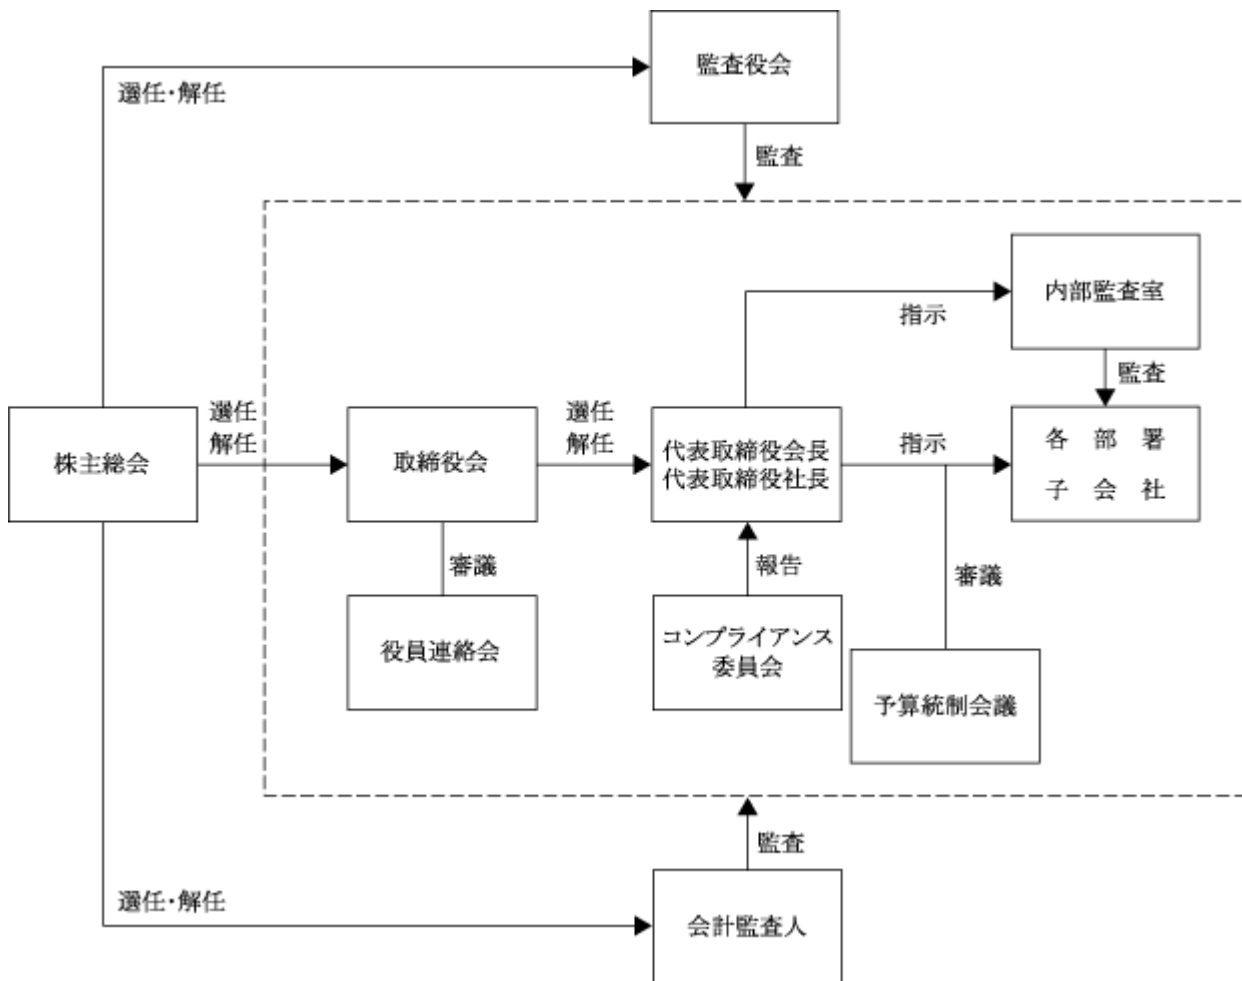 監査役会
選任・解任
監査
内部監査室
指示
監査
株主総会
選任
解任
取締役会
選任
解任
代表取締役会長
代表取締役社長
指示
各部署
子会社
審議
報告
審議
役員連絡会
コンプライアンス
委員会
予算統制会議
監査
選任・解任
会計監査人